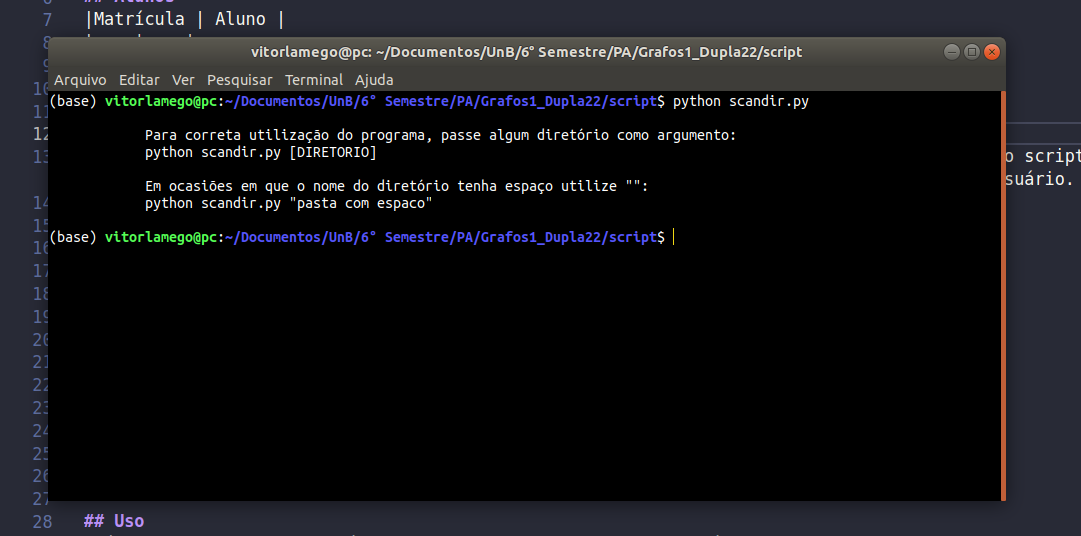 ## Alunos
7 |Matrícula | Aluno |
8
vitorlamego@pc: ~/Documentos/UnB/6° Semestre/PA/Grafos1_Dupla22/script
Arquivo Editar Ver Pesquisar Terminal Ajuda
(base) vitorlamego@pc:~/Documentos/UnB/6° Semestre/PA/Grafos1_Dupla22/script$ python scandir.py
Para correta utilização do programa, passe algum diretório como argumento:
python scandir.py [DIRETORIO]
Em ocasiões em que o nome do diretório tenha espaço utilize "":
python scandir.py "pasta com espaco"
(base) vitorlamego@pc:~/Documentos/UnB/6° Semestre/PA/Grafos1_Dupla22/script$
9
10
11
12
13 o script
suário.
14
15
16
17
18
19
20
21
22
23
24
25
26
27
28 ## Uso